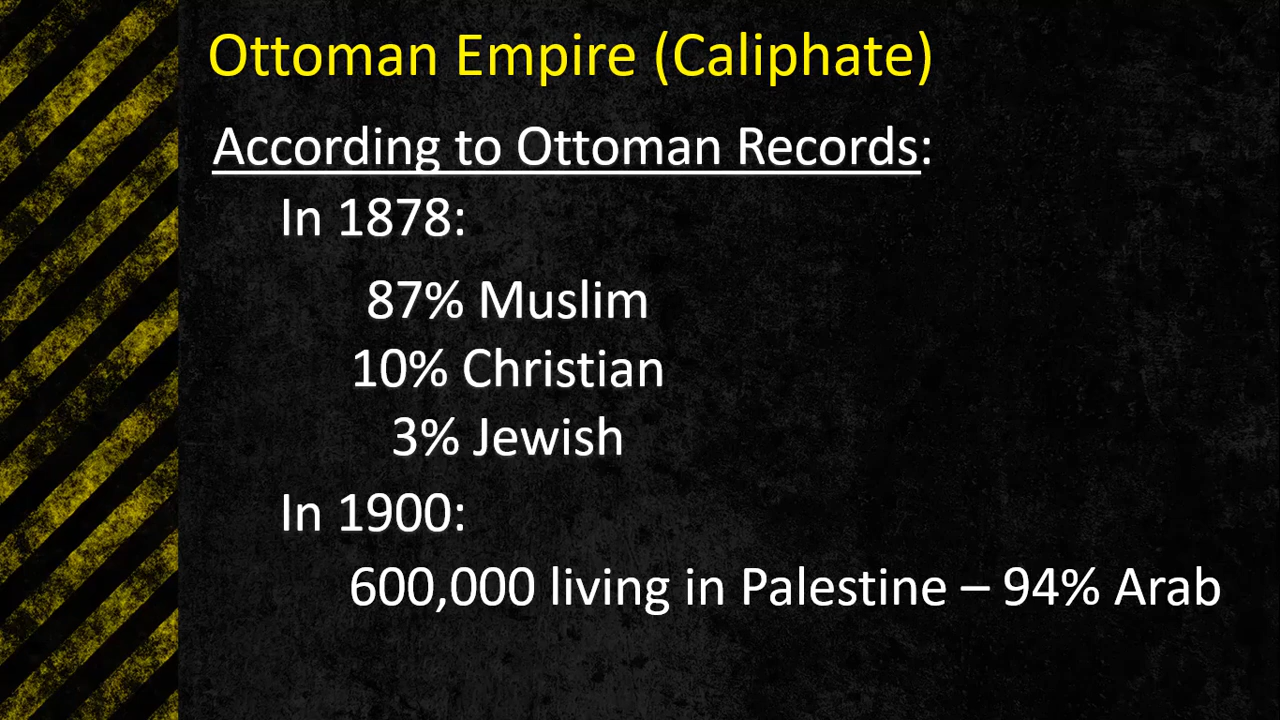 Ottoman Empire (Caliphate)
According to Ottoman Records:
In 1878:
87% Muslim
10% Christian
3% Jewish
In 1900:
600,000 living in Palestine – 94% Arab